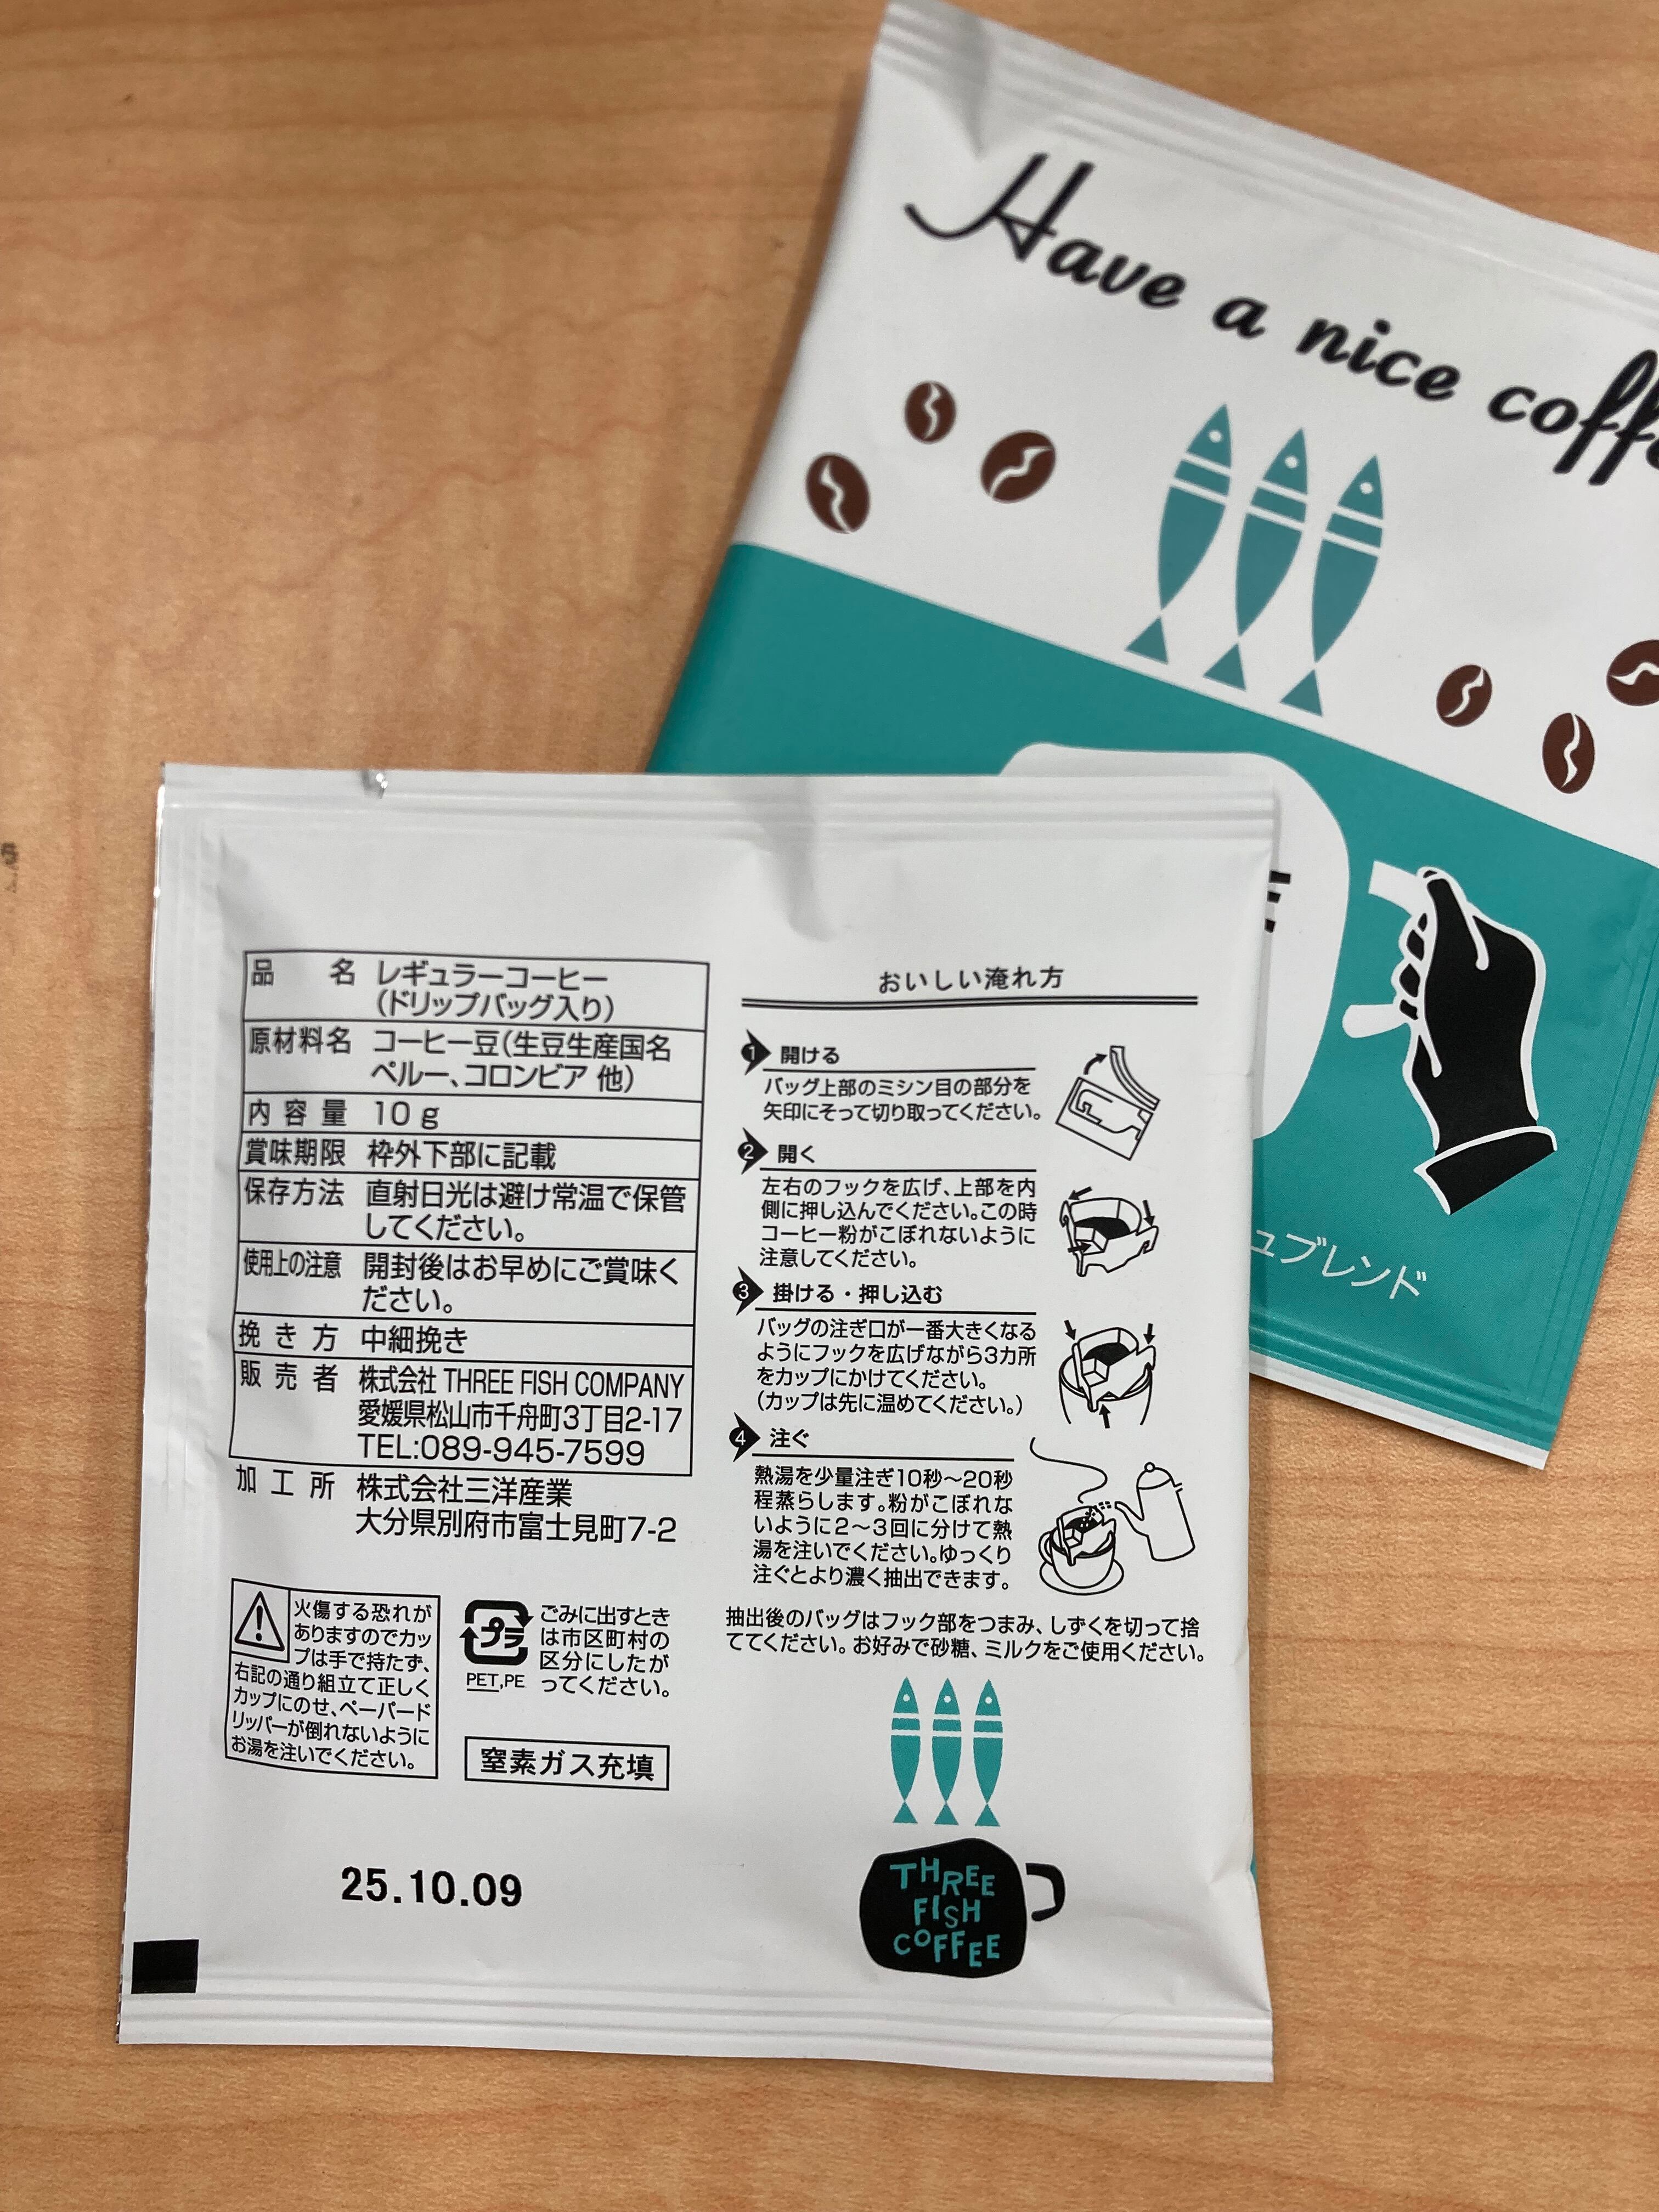 Have a nice
ュブレンド
品名 レギュラーコーヒー
(ドリップバッグ入り)
原材料名 コーヒー豆(生豆生産国名
ペルー、コロンビア 他)
内容量 10g
賞味期限 枠外下部に記載
保存方法 直射日光は避け常温で保管
してください。
使用上の注意 開封後はお早めにご賞味く
ださい。
挽き方 中細挽き
販売者 株式会社 THREE FISH COMPANY
愛媛県松山市千舟町3丁目2-17
TEL:089-945-7599
加工所 株式会社三洋産業
大分県別府市富士見町7-2
火傷する恐れが
ありますのでカッ
プは手で持たず、
右記の通り組立て正しく
カップにのせ、ペーパード
リッパーが倒れないように
お湯を注いでください。
プラ
PET,PE
ごみに出すとき
は市区町村の
区分にしたが
ってください。
窒素ガス充填
25.10.09
おいしい淹れ方
1 開ける
バッグ上部のミシン目の部分を
矢印にそって切り取ってください。
2 開く
左右のフックを広げ、上部を内
側に押し込んでください。この時
コーヒー粉がこぼれないように
注意してください。
3 掛ける・押し込む
バッグの注ぎ口が一番大きくなる
ようにフックを広げながら3カ所
をカップにかけてください。
(カップは先に温めてください。)
4 注ぐ
熱湯を少量注ぎ10秒〜20秒
程蒸らします。粉がこぼれな
いように2〜3回に分けて熱
湯を注いでください。ゆっくり
注ぐとより濃く抽出できます。
抽出後のバッグはフック部をつまみ、しずくを切って捨
ててください。お好みで砂糖、ミルクをご使用ください。
THREE
FISH
COFFEE